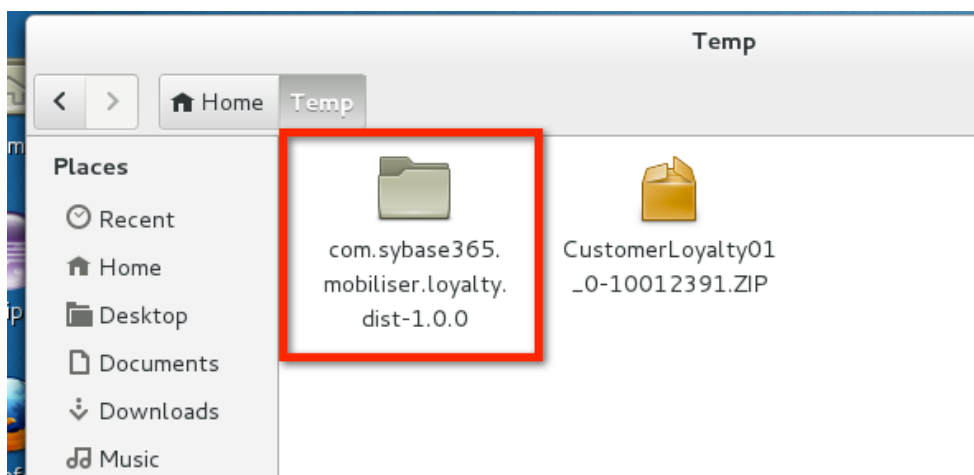 Temp
Home
Temp
Places
Recent
Home
Desktop
Documents
Downloads
Music
com.sybase365.
mobiliser.loyalty.
dist-1.0.0
CustomerLoyalty01
_0-10012391.ZIP